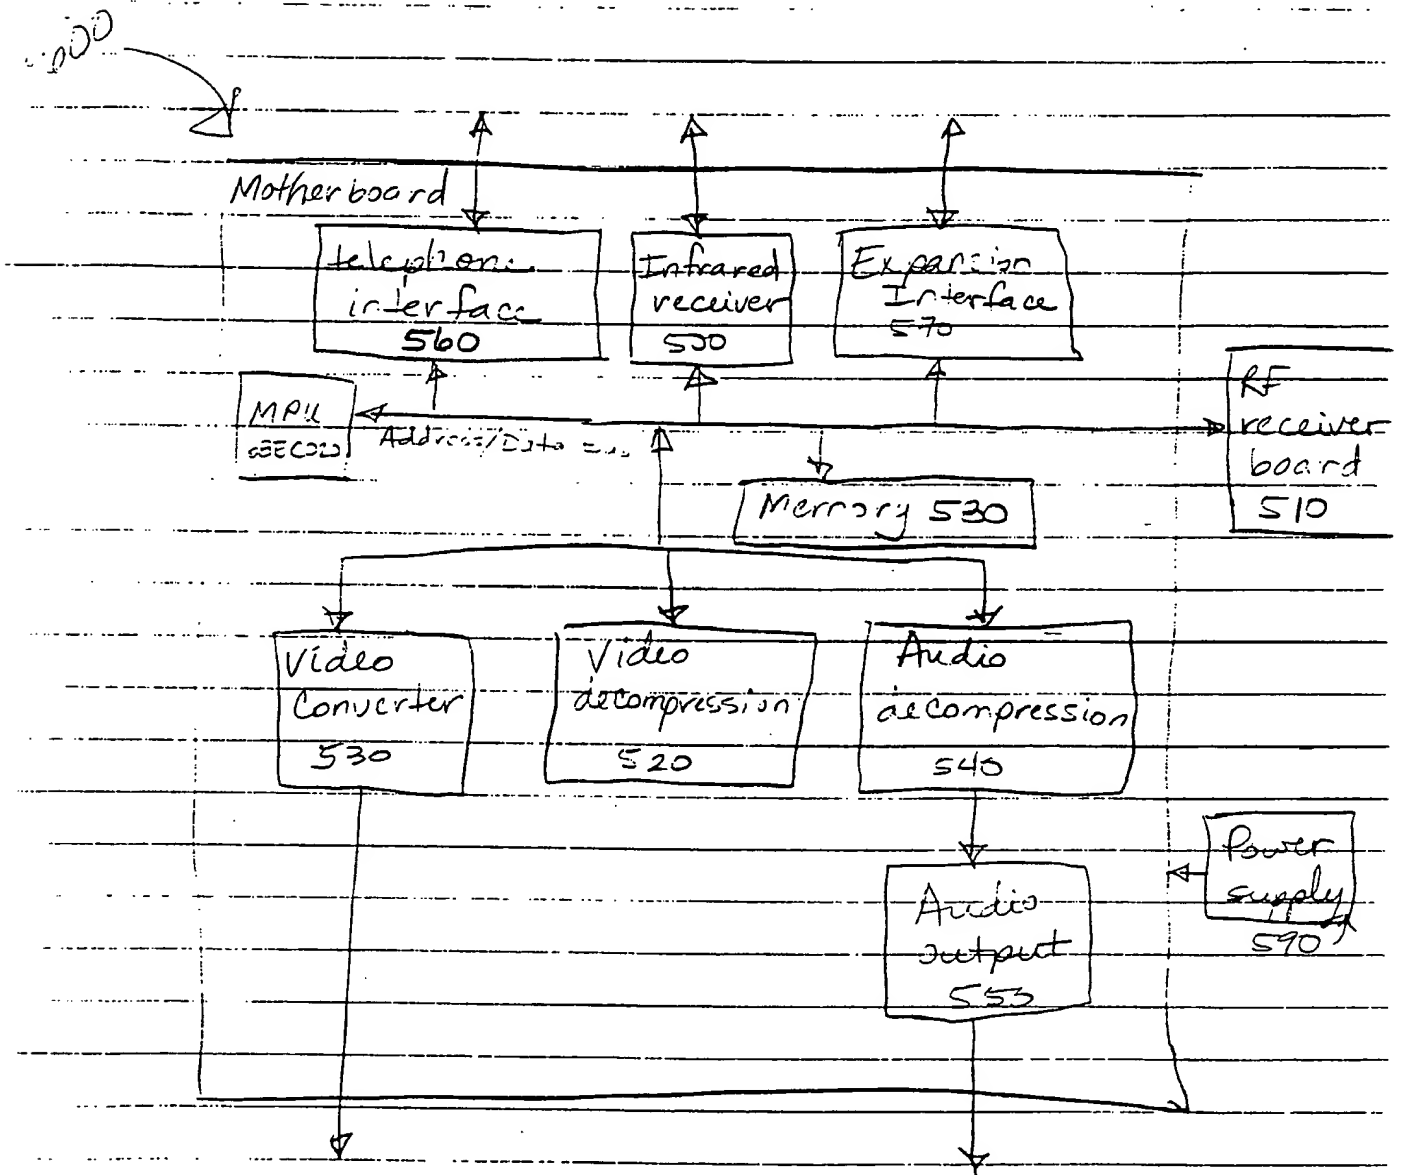 Motherboard
telephone
interface
560
Infrared
receiver
500
Expansion
Interface
570
MPU
Address/Data
RF
receiver
board
510
Memory 530
Video
Converter
530
Video
decompression
520
Audio
decompression
540
Power
supply
590
Audio
output